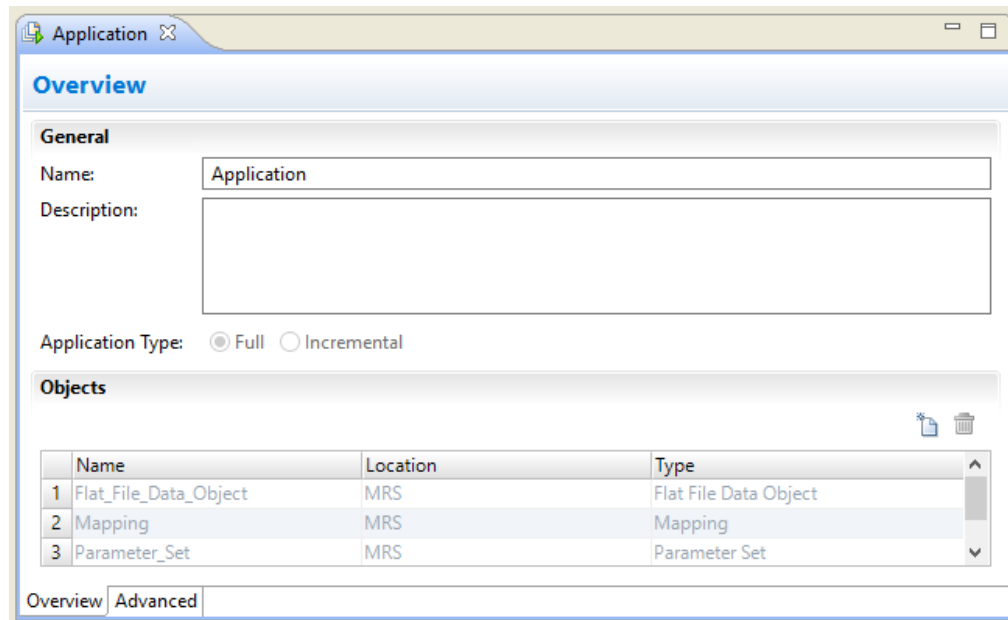 Application
Overview
General
Name: Application
Description:
Application Type: Full Incremental
Objects
Name Location Type
1 Flat_File_Data_Object MRS Flat File Data Object
2 Mapping MRS Mapping
3 Parameter_Set MRS Parameter Set
Overview Advanced